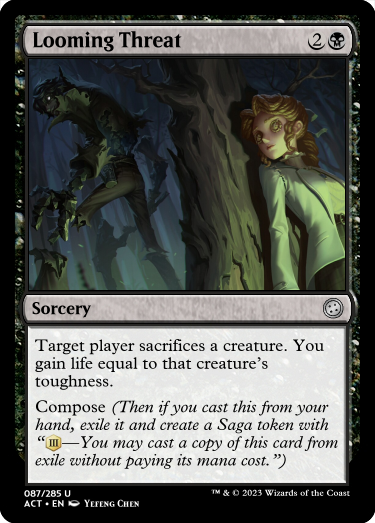 Looming Threat 2
Sorcery
Target player sacrifices a creature. You
gain life equal to that creature's
toughness.
Compose (Then if you cast this from your
hand, exile it and create a Saga token with
“III—You may cast a copy of this card from
exile without paying its mana cost.”)
087/285 U
ACT • EN Yefeng Chen
™ & © 2023 Wizards of the Coast